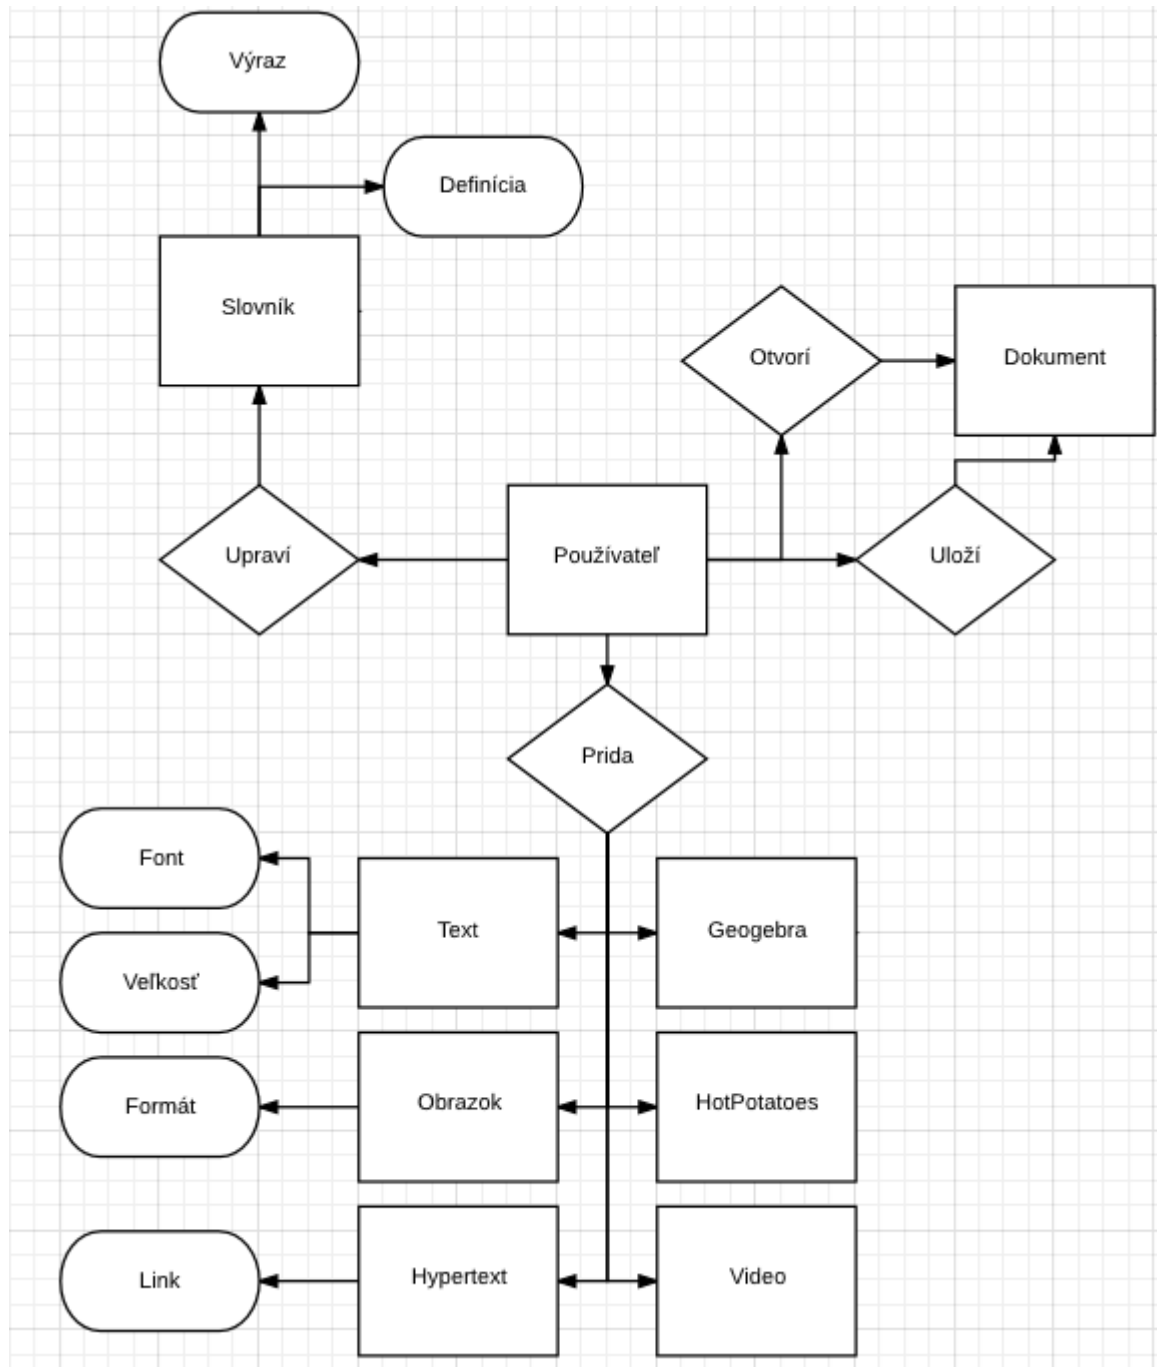 Výraz
Definícia
Slovník
Otvorí
Dokument
Upraví
Používateľ
Uloží
Prida
Font
Text
Geogebra
Veľkosť
Formát
Obrazok
HotPotatoes
Link
Hypertext
Video